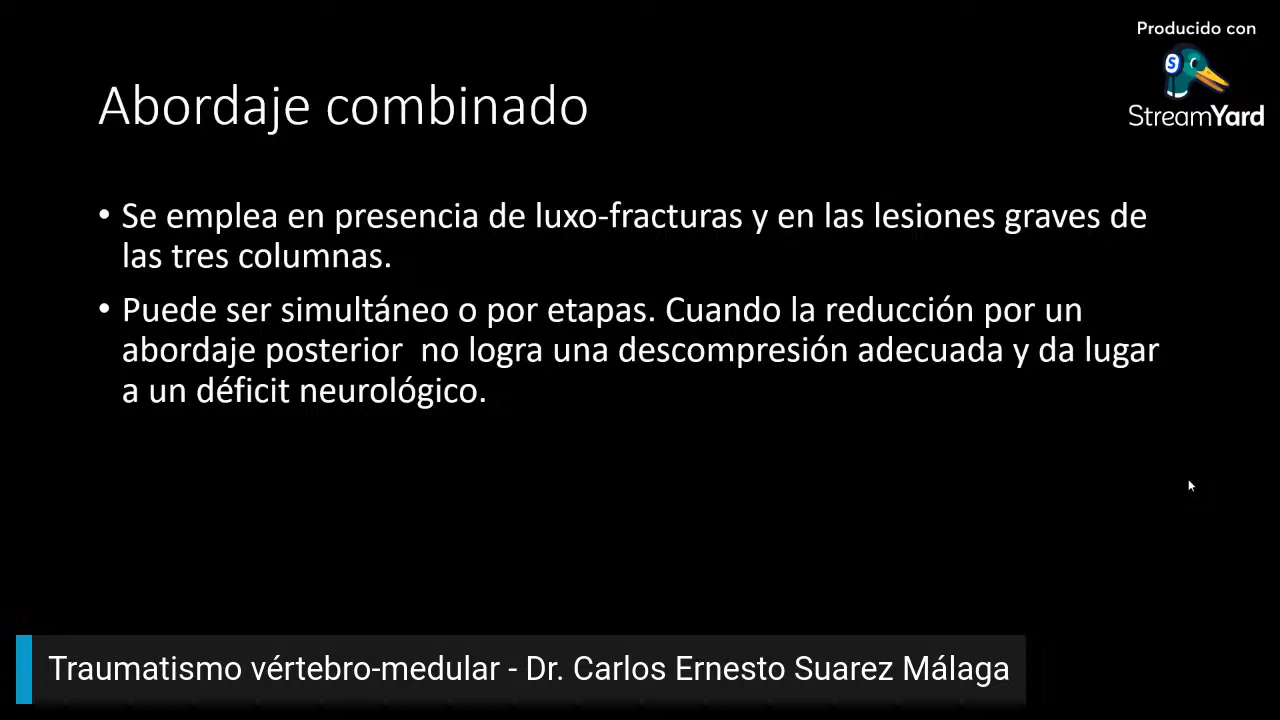 Producido con
StreamYard
Abordaje combinado
• Se emplea en presencia de luxo-fracturas y en las lesiones graves de
las tres columnas.
• Puede ser simultáneo o por etapas. Cuando la reducción por un
abordaje posterior  no logra una descompresión adecuada y da lugar
a un déficit neurológico.
Traumatismo vértebro-medular - Dr. Carlos Ernesto Suarez Málaga